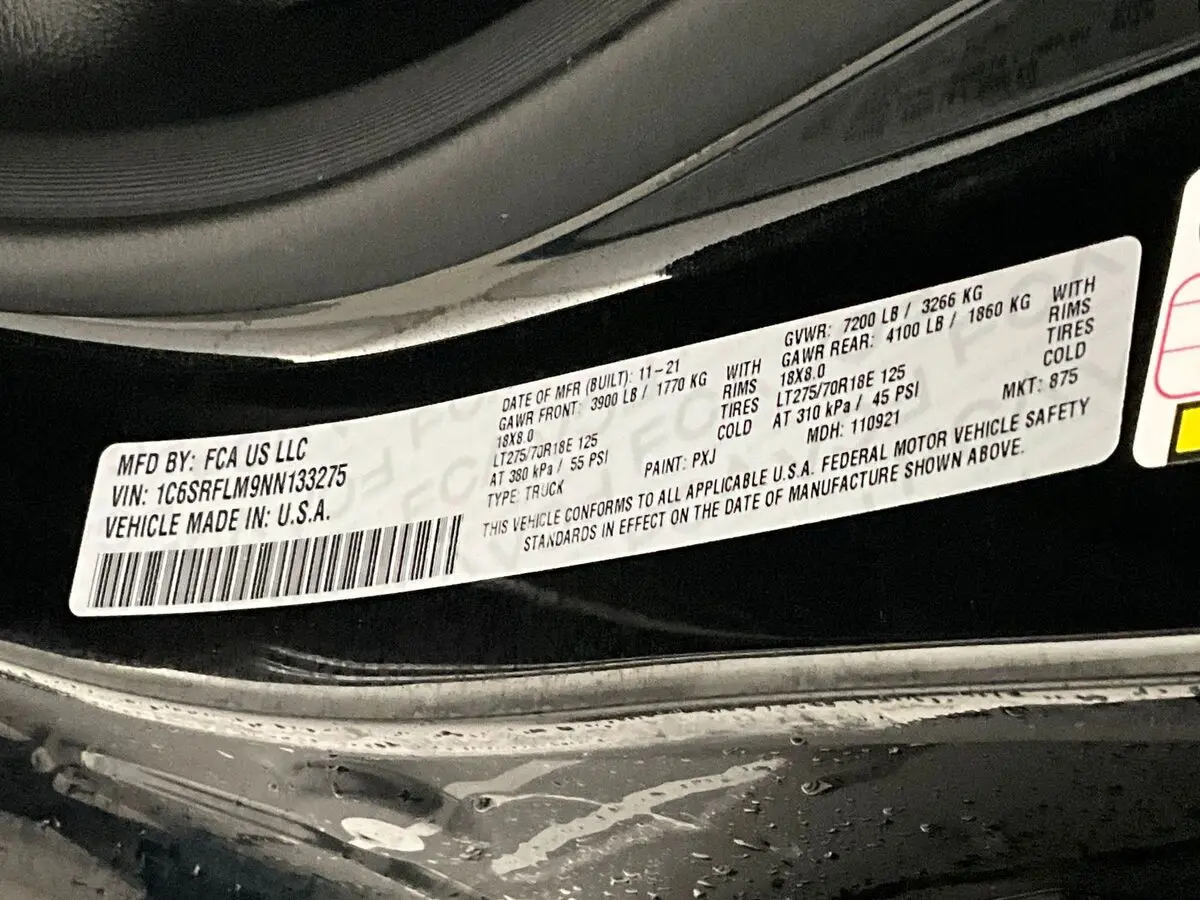 MFD BY: FCA US LLC
VIN: 1C6SRFLM9NN133275
VEHICLE MADE IN: U.S.A.
DATE OF MFR (BUILT): 11-21
GAWR FRONT: 3900 LB / 1770 KG WITH
18X8.0 RIMS
LT275/70R18E 125 TIRES
AT 380 kPa / 55 PSI COLD
TYPE: TRUCK PAINT: PXJ
GVWR: 7200 LB / 3266 KG
GAWR REAR: 4100 LB / 1860 KG WITH
18X8.0 RIMS
LT275/70R18E 125 TIRES
AT 310 kPa / 45 PSI COLD
MDH: 110921 MKT: 875
THIS VEHICLE CONFORMS TO ALL APPLICABLE U.S.A. FEDERAL MOTOR VEHICLE SAFETY
STANDARDS IN EFFECT ON THE DATE OF MANUFACTURE SHOWN ABOVE.